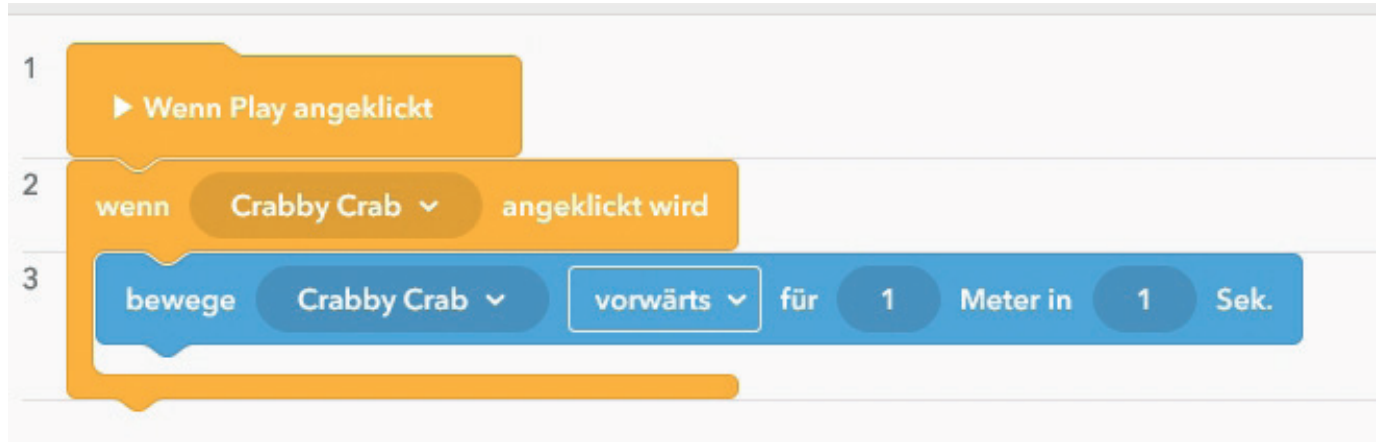 1
Wenn Play angeklickt
2
wenn Crabby Crab angeklickt wird
3
bewege Crabby Crab vorwärts für 1 Meter in 1 Sek.